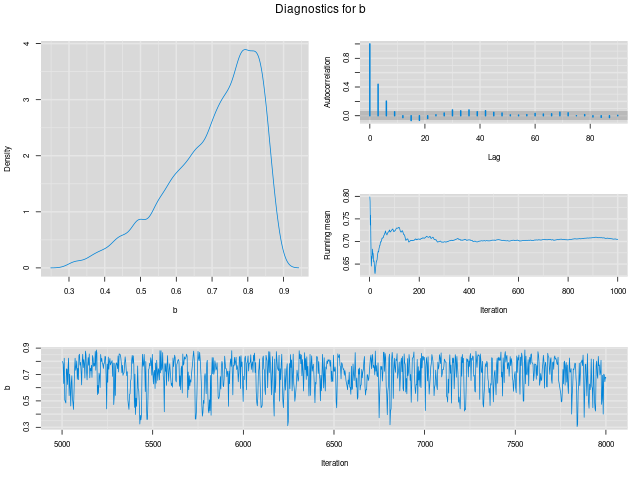 Diagnostics for b
Density
0
1
2
3
4
0.3 0.4 0.5 0.6 0.7 0.8 0.9
b
Autocorrelation
0.0 0.4 0.8
0 20 40 60 80
Lag
Running mean
0.65 0.70 0.75 0.80
0 200 400 600 800 1000
Iteration
b
0.3 0.5 0.7 0.9
5000 5500 6000 6500 7000 7500 8000
Iteration